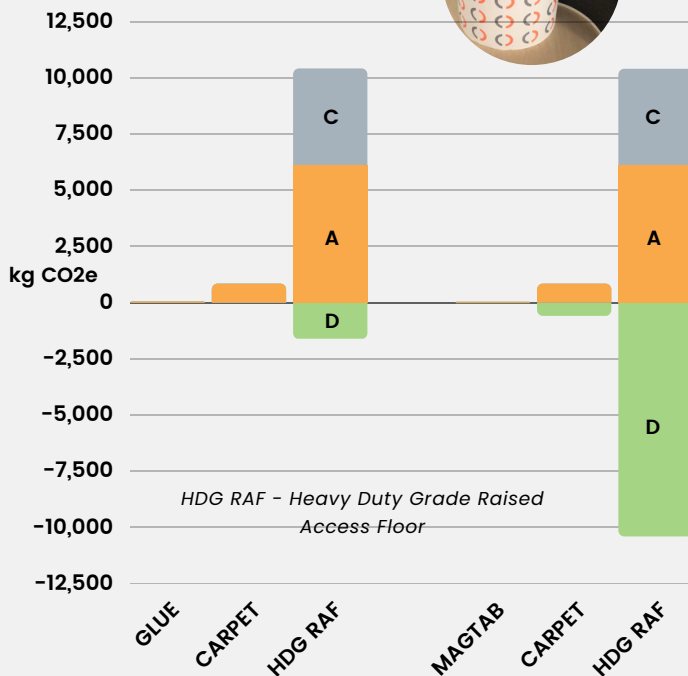 12,500
10,000
7,500
5,000
2,500
kg CO2e
0
−2,500
−5,000
−7,500
−10,000
−12,500
C
A
D
C
A
D
HDG RAF - Heavy Duty Grade Raised
Access Floor
GLUE
CARPET
HDG RAF
MAGTAB
CARPET
HDG RAF